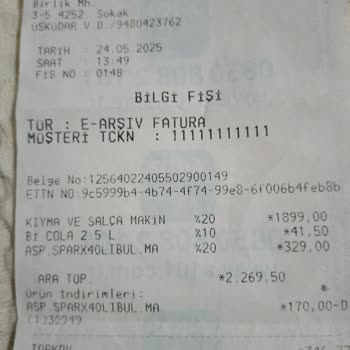 Birlik Mh.
3-5 4252 Sokak
ÜSKÜDAR V.D./9480423762
TARİH : 24.05.2025
SAAT : 13:49
FİŞ NO : 0148
BİLGİ FİŞİ
TÜR : E-ARŞİV FATURA
MÜŞTERİ TCKN : 11111111111
Belge No:12564022405502900149
ETTN NO:9c5999b4-4b74-4f74-99e8-6f006b4feb8b
KIYMA VE SALÇA MAKİN %20 *1899,00
Bİ COLA 2.5 L %10 *41,50
ASP.SPARX40LIBUL.MA %20 *329,00
ARA TOP. *2.269,50
Ürün İndirimleri:
ASP.SPARX40LIBUL.MA *170,00-D